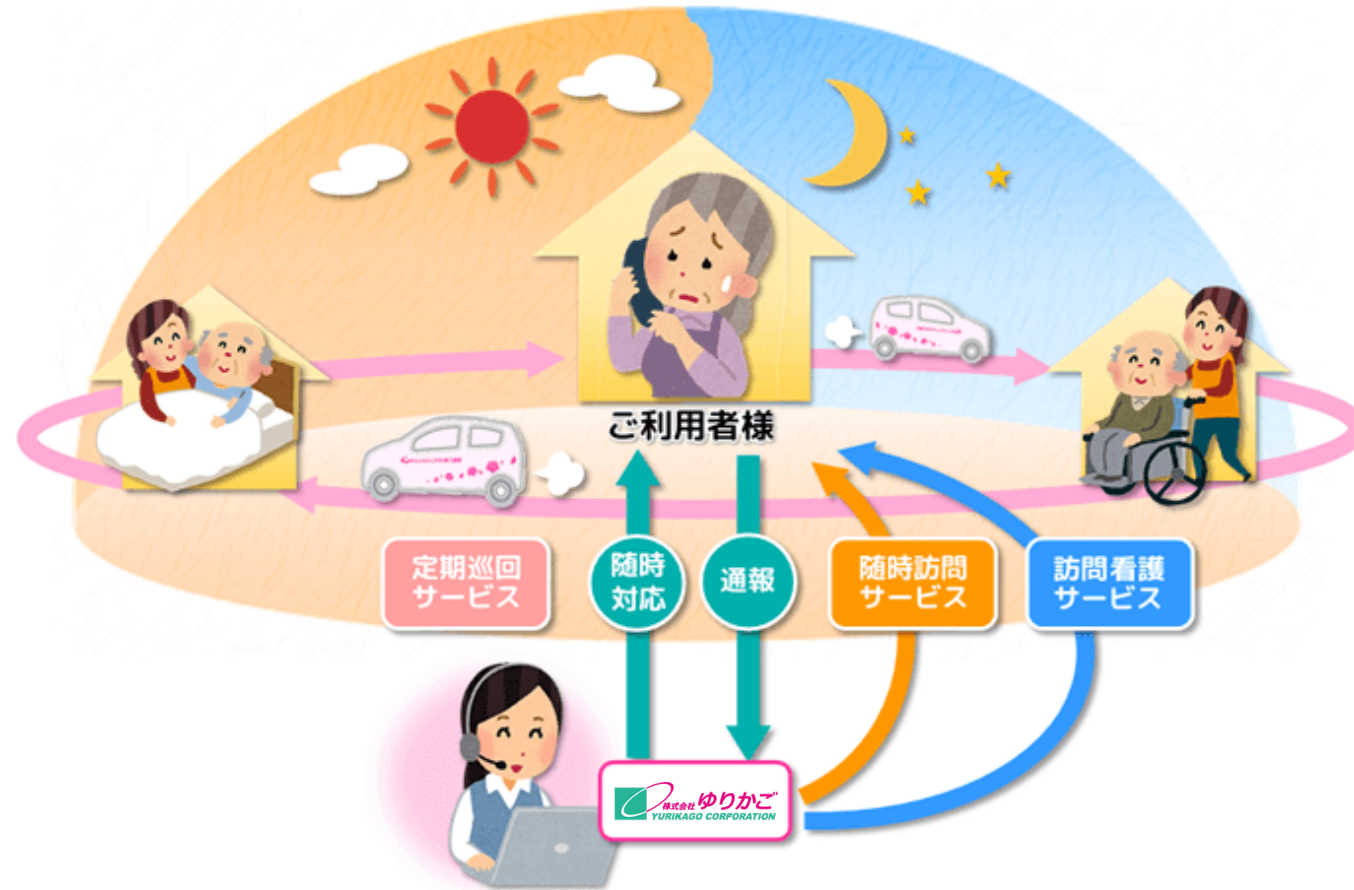 ご利用者様
定期巡回
サービス
随時
対応
通報
随時訪問
サービス
訪問看護
サービス
株式会社 ゆりかご
YURIKAGO CORPORATION